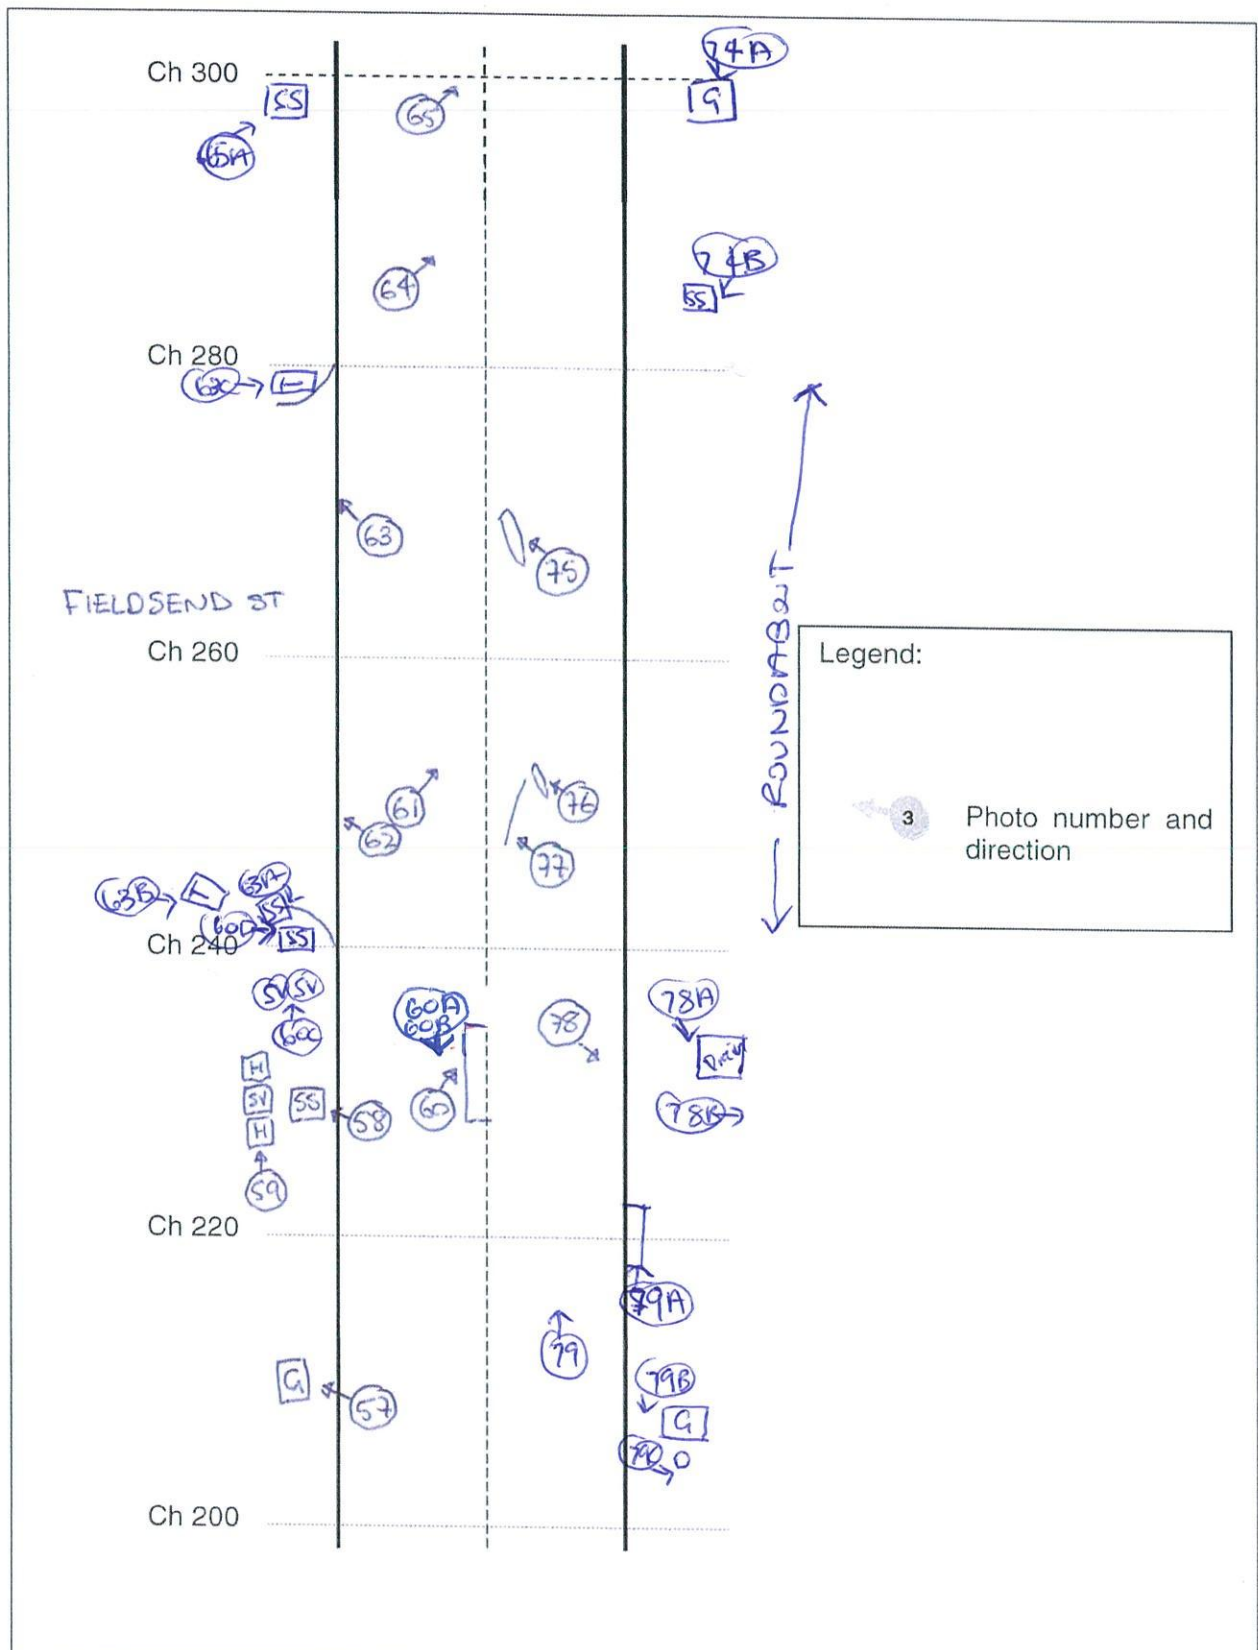 74A
Ch 300
SS
65
G
65A
74B
64
SS
Ch 280
63C
T
63
75
FIELDSEND ST
ROUNDABOUT
Ch 260
Legend:
61
76
62
3 Photo number and
direction
77
63B
T
63A
SS
60D
SS
Ch 240
SV SV
60A
60B
78A
60C
78
H
SV
SS
60
78B
H
58
59
Ch 220
79A
79
G
57
79B
G
Ch 200